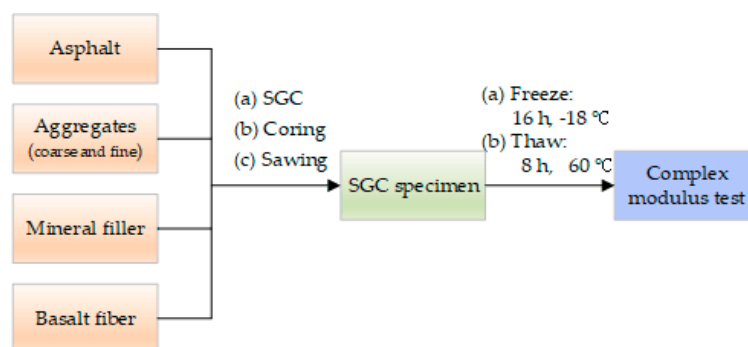 Asphalt
Aggregates
(coarse and fine)
Mineral filler
Basalt fiber
(a) SGC
(b) Coring
(c) Sawing
SGC specimen
(a) Freeze:
16 h, -18 ℃
(b) Thaw:
8 h, 60 ℃
Complex
modulus test